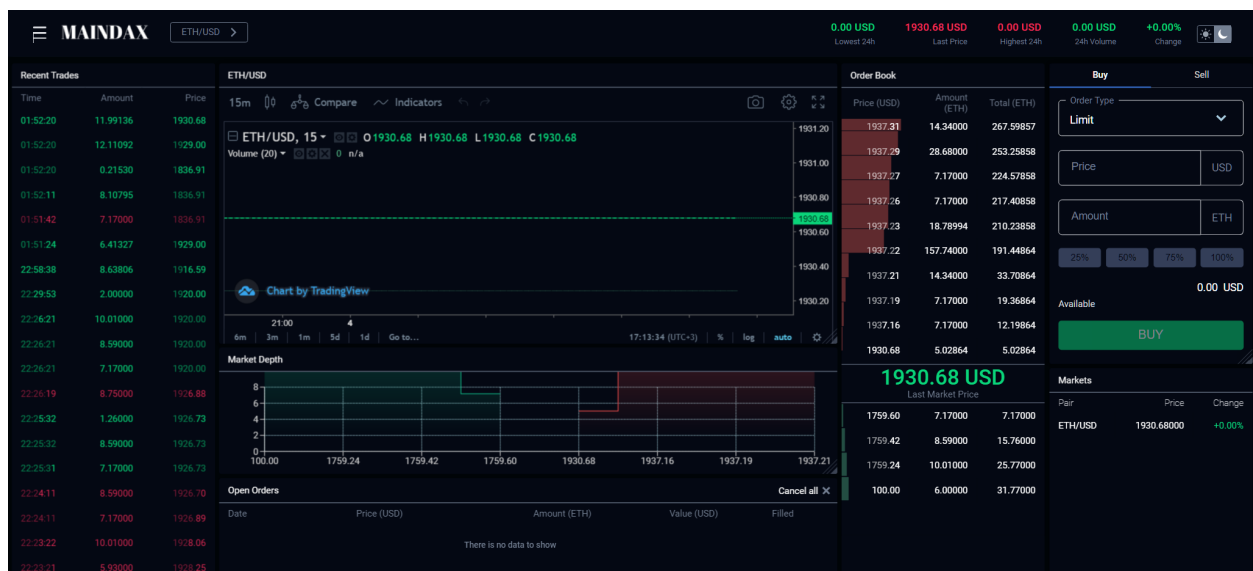 MAINDAX
ETH/USD
0.00 USD
Lowest 24h
1930.68 USD
Last Price
0.00 USD
Highest 24h
0.00 USD
24h Volume
+0.00%
Change
Recent Trades
Time Amount Price
01:52:20 11.99136 1930.68
01:52:20 12.11092 1929.00
01:52:20 0.21530 1836.91
01:52:11 8.10795 1836.91
01:51:42 7.17000 1836.91
01:51:24 6.41327 1929.00
22:58:38 8.63806 1916.59
22:29:53 2.00000 1920.00
22:26:21 10.01000 1920.00
22:26:21 8.59000 1920.00
22:26:21 7.17000 1920.00
22:26:19 8.75000 1926.88
22:25:32 1.26000 1926.73
22:25:32 8.59000 1926.73
22:25:31 7.17000 1926.73
22:24:11 8.59000 1926.70
22:24:11 7.17000 1926.89
22:23:22 10.01000 1928.06
22:23:21 5.93000 1928.25
ETH/USD
15m Compare Indicators
ETH/USD, 15 O1930.68 H1930.68 L1930.68 C1930.68
Volume (20) 0 n/a
1931.20
1931.00
1930.80
1930.68
1930.60
1930.40
1930.20
Chart by TradingView
21:00 4
6m 3m 1m 5d 1d Go to... 17:13:34 (UTC+3) % log auto
Market Depth
8
6
4
2
0
100.00 1759.24 1759.42 1759.60 1930.68 1937.16 1937.19 1937.21
Open Orders Cancel all
Date Price (USD) Amount (ETH) Value (USD) Filled
There is no data to show
Order Book
Price (USD) Amount (ETH) Total (ETH)
1937.31 14.34000 267.59857
1937.29 28.68000 253.25858
1937.27 7.17000 224.57858
1937.26 7.17000 217.40858
1937.23 18.78994 210.23858
1937.22 157.74000 191.44864
1937.21 14.34000 33.70864
1937.19 7.17000 19.36864
1937.16 7.17000 12.19864
1930.68 5.02864 5.02864
1930.68 USD
Last Market Price
1759.60 7.17000 7.17000
1759.42 8.59000 15.76000
1759.24 10.01000 25.77000
100.00 6.00000 31.77000
Buy Sell
Order Type
Limit
Price USD
Amount ETH
25% 50% 75% 100%
0.00 USD
Available
BUY
Markets
Pair Price Change
ETH/USD 1930.68000 +0.00%